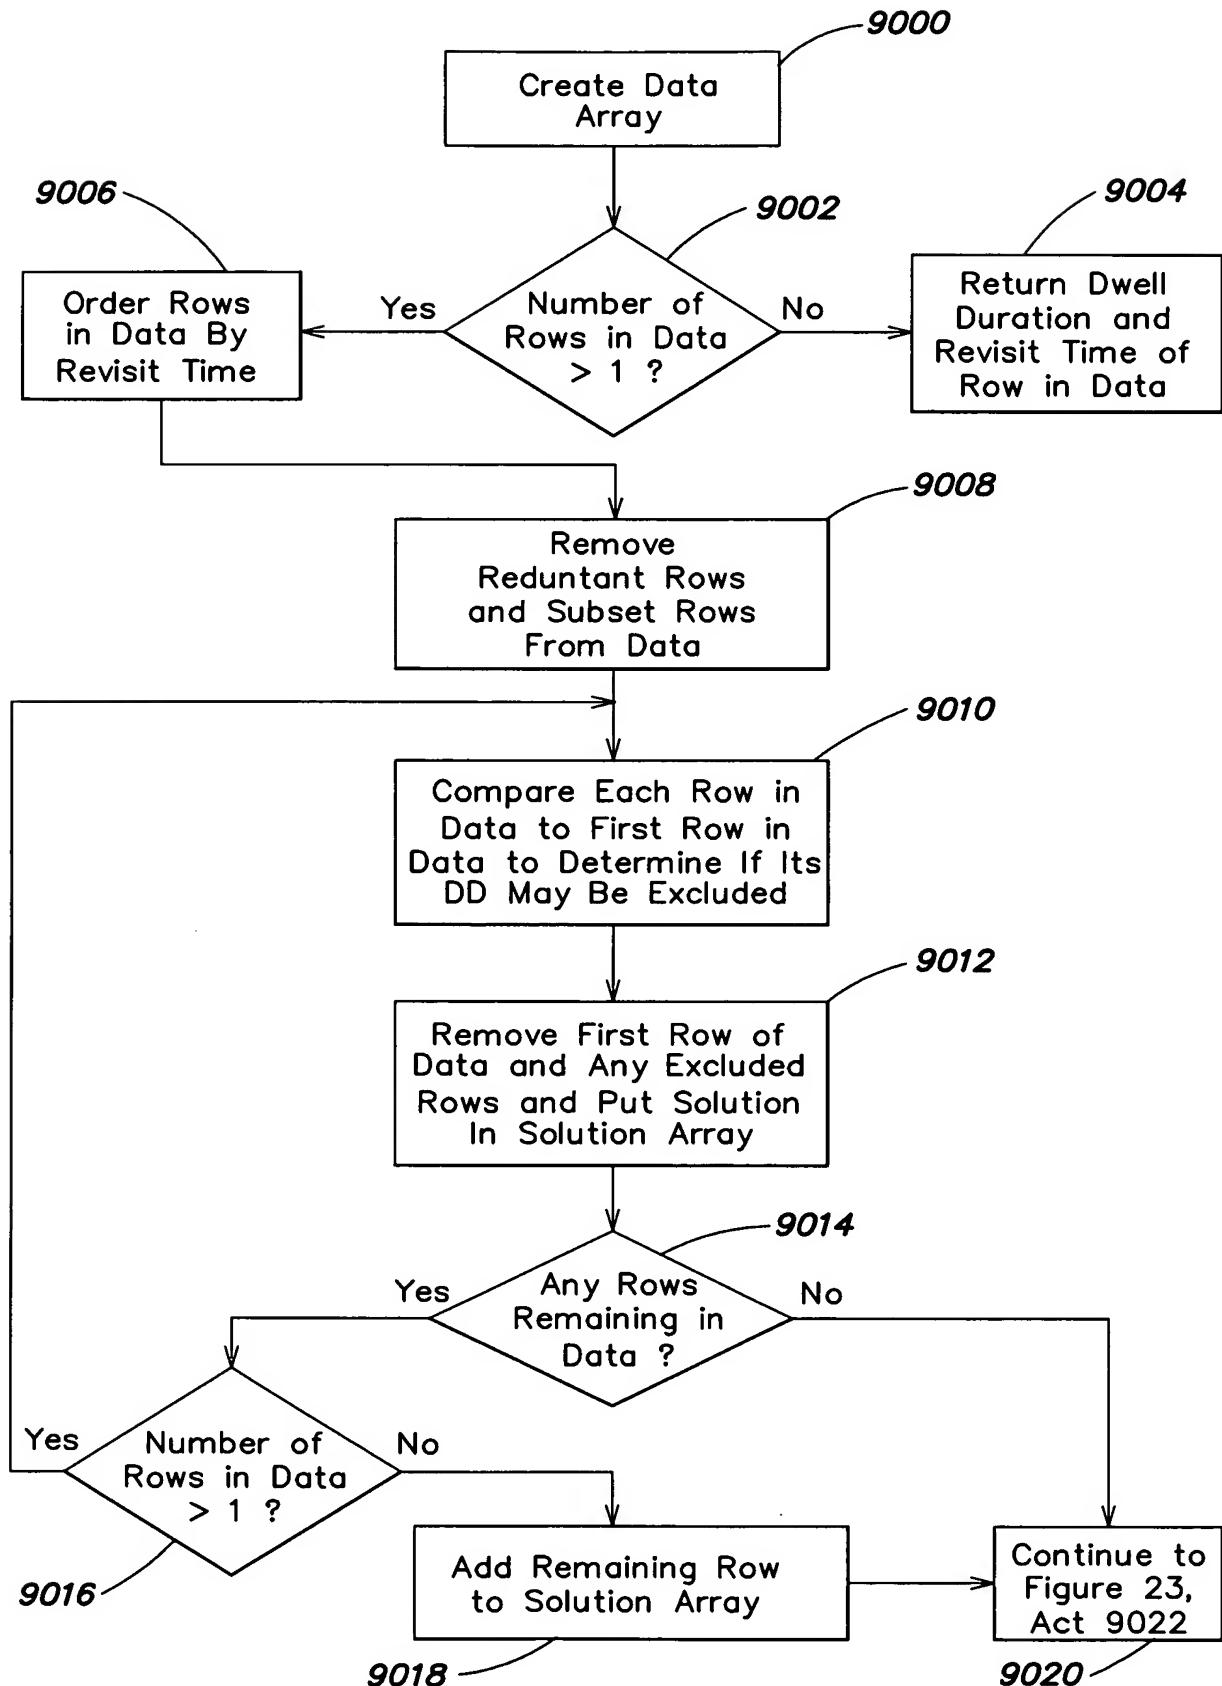 9000
Create Data
Array
9006
9002
9004
Order Rows
in Data By
Revisit Time
Yes
Number of
Rows in Data
> 1 ?
No
Return Dwell
Duration and
Revisit Time of
Row in Data
9008
Remove
Reduntant Rows
and Subset Rows
From Data
9010
Compare Each Row in
Data to First Row in
Data to Determine If Its
DD May Be Excluded
9012
Remove First Row of
Data and Any Excluded
Rows and Put Solution
In Solution Array
9014
Yes
Any Rows
Remaining in
Data ?
No
Yes
Number of
Rows in Data
> 1 ?
No
9016
Add Remaining Row
to Solution Array
Continue to
Figure 23,
Act 9022
9018
9020